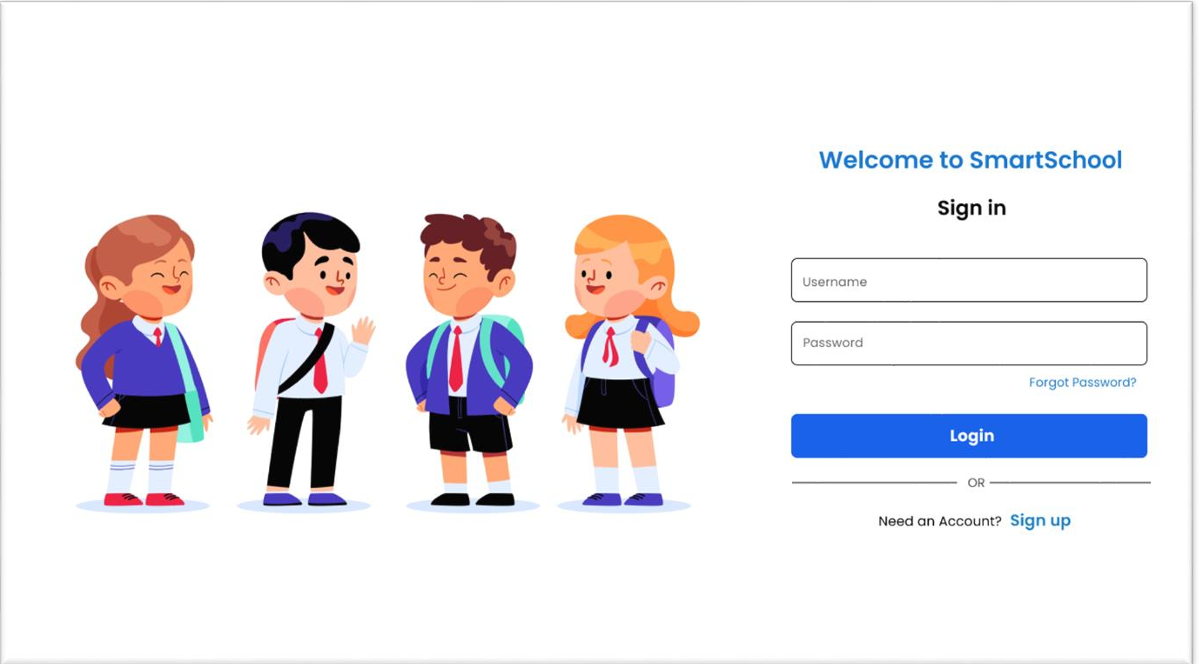 Welcome to SmartSchool
Sign in
Username
Password
Forgot Password?
Login
OR
Need an Account? Sign up